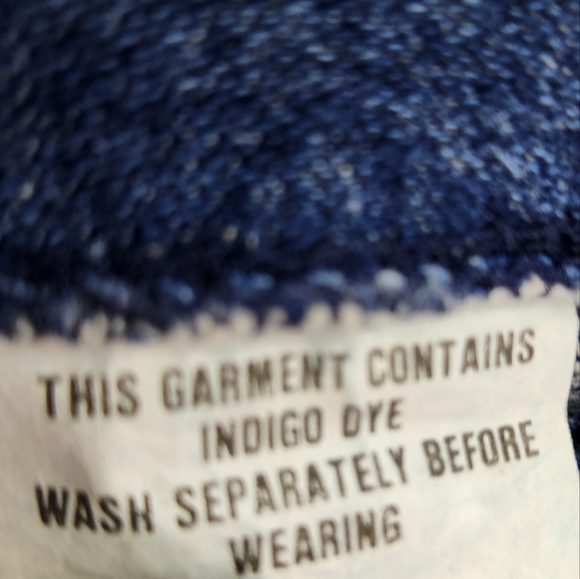 THIS GARMENT CONTAINS
INDIGO DYE
WASH SEPARATELY BEFORE
WEARING